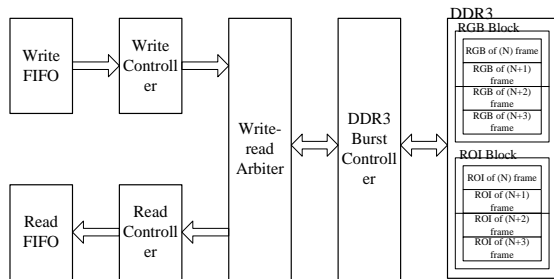 Write
FIFO
Write
Controll
er
Read
FIFO
Read
Controll
er
Write-
read
Arbiter
DDR3
Burst
Controll
er
DDR3
RGB Block
RGB of (N) frame
RGB of (N+1)
frame
RGB of (N+2)
frame
RGB of (N+3)
frame
ROI Block
ROI of (N) frame
ROI of (N+1)
frame
ROI of (N+2)
frame
ROI of (N+3)
frame